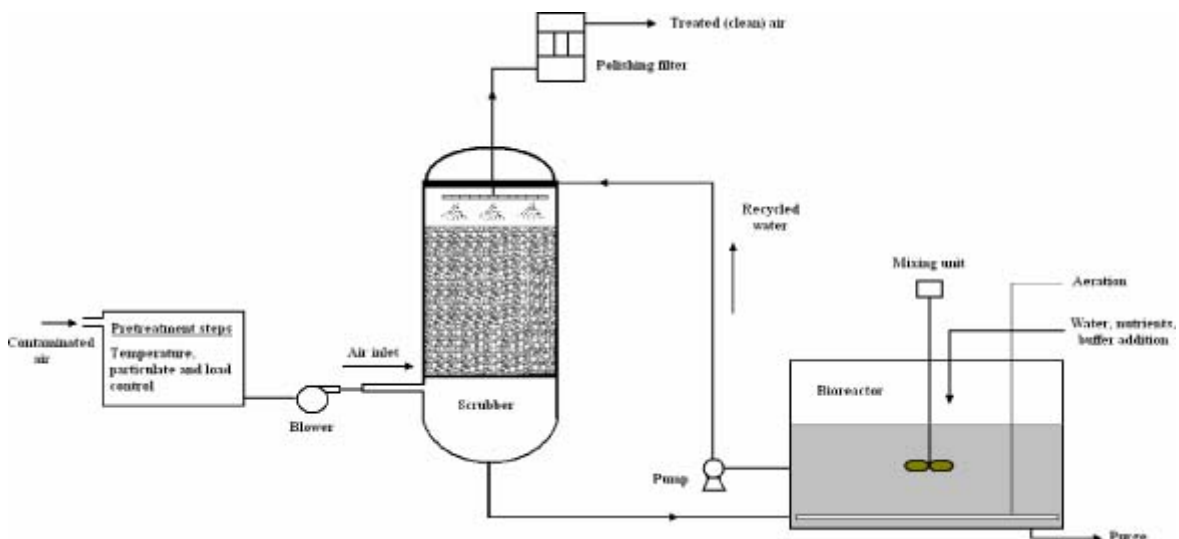 Treated (clean) air
Polishing filter
Recycled
water
Mixing unit
Aeration
Water, nutrients,
buffer addition
Contaminated
air
Pretreatment steps
Temperature,
particulate and load
control
Air inlet
Blower
Scrubber
Bioreactor
Pump
Purge